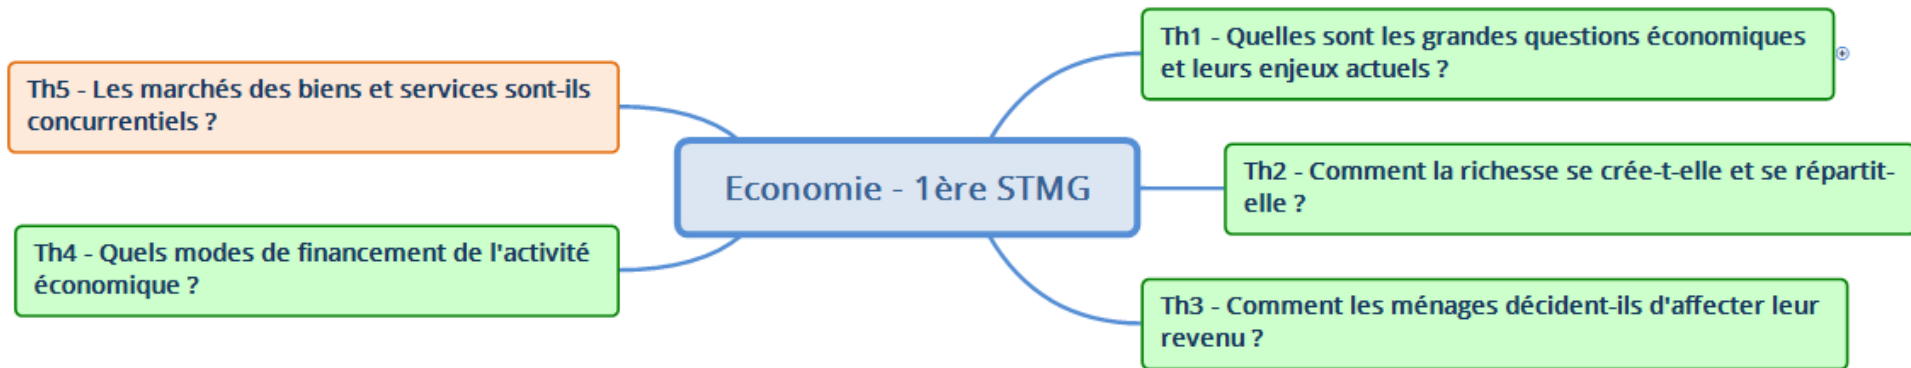 Economie - 1ère STMG
Th1 - Quelles sont les grandes questions économiques
et leurs enjeux actuels ?
Th2 - Comment la richesse se crée-t-elle et se répartit-
elle ?
Th3 - Comment les ménages décident-ils d'affecter leur
revenu ?
Th4 - Quels modes de financement de l'activité
économique ?
Th5 - Les marchés des biens et services sont-ils
concurrentiels ?